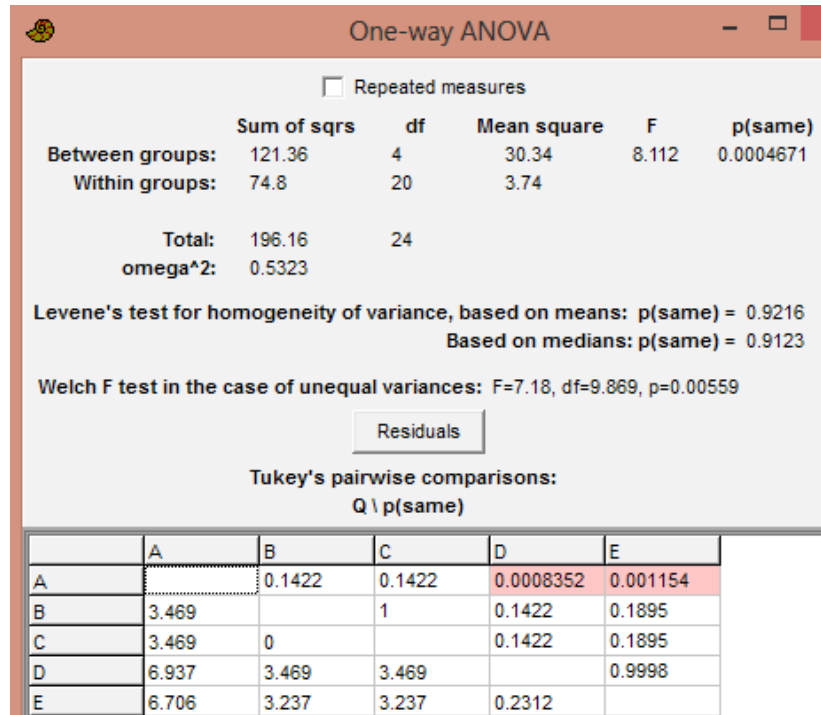 One-way ANOVA
Repeated measures
Sum of sqrs df Mean square F p(same)
Between groups: 121.36 4 30.34 8.112 0.0004671
Within groups: 74.8 20 3.74
Total: 196.16 24
omega^2: 0.5323
Levene's test for homogeneity of variance, based on means: p(same) = 0.9216
Based on medians: p(same) = 0.9123
Welch F test in the case of unequal variances: F=7.18, df=9.869, p=0.00559
Residuals
Tukey's pairwise comparisons:
Q \ p(same)
A B C D E
A 0.1422 0.1422 0.0008352 0.001154
B 3.469 1 0.1422 0.1895
C 3.469 0 0.1422 0.1895
D 6.937 3.469 3.469 0.9998
E 6.706 3.237 3.237 0.2312